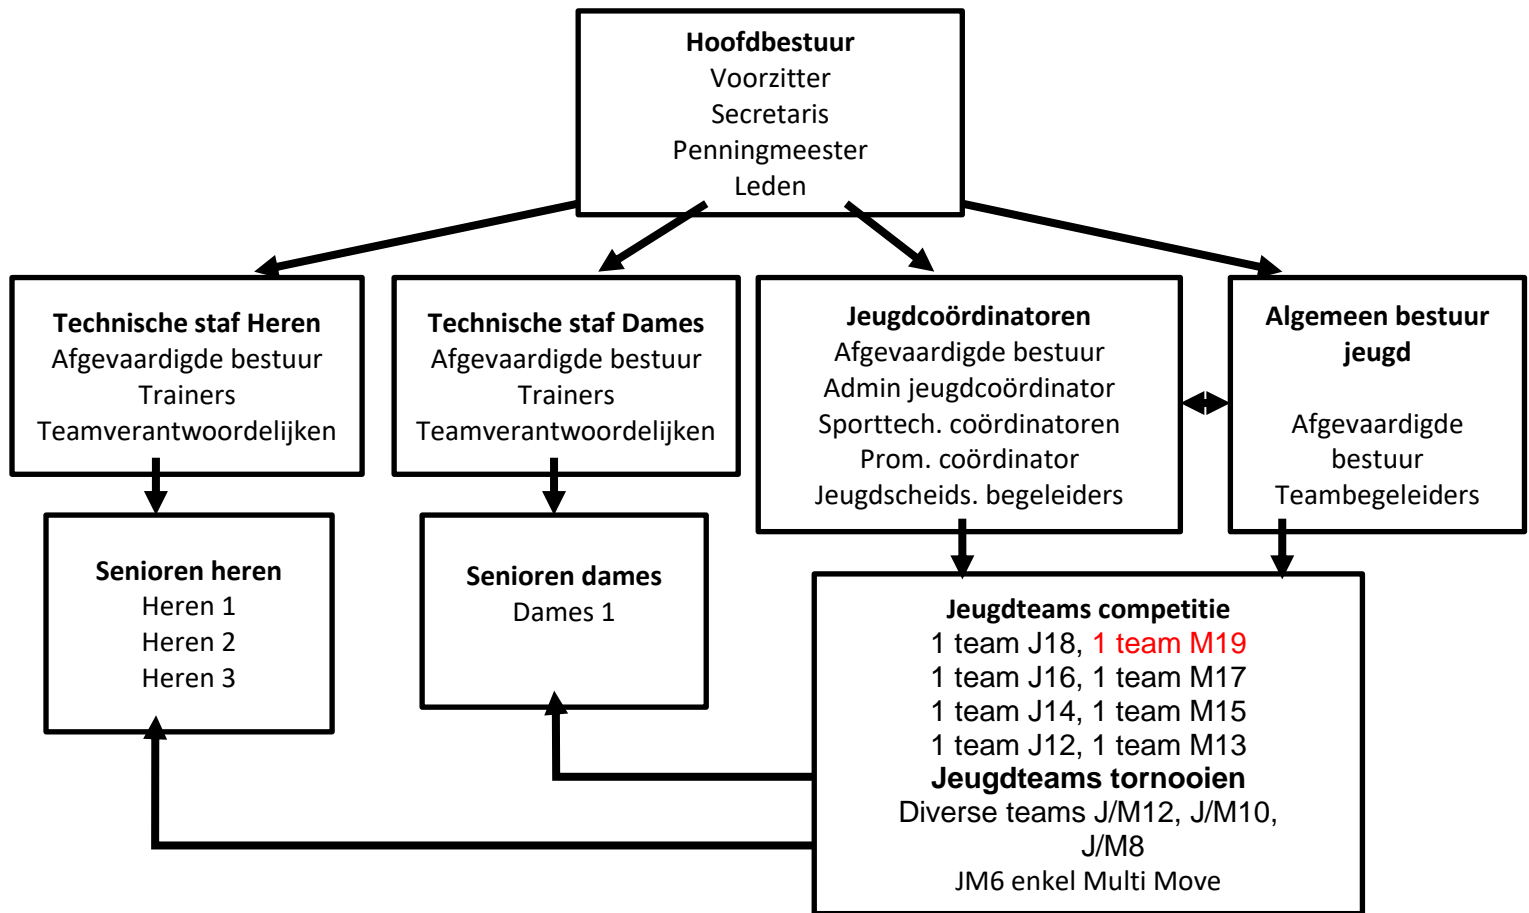 Hoofdbestuur
Voorzitter
Secretaris
Penningmeester
Leden
Technische staf Heren
Afgevaardigde bestuur
Trainers
Teamverantwoordelijken
Technische staf Dames
Afgevaardigde bestuur
Trainers
Teamverantwoordelijken
Jeugdcoördinatoren
Afgevaardigde bestuur
Admin jeugdcoördinator
Sporttech. coördinatoren
Prom. coördinator
Jeugdscheids. begeleiders
Algemeen bestuur
jeugd
Afgevaardigde
bestuur
Teambegeleiders
Senioren heren
Heren 1
Heren 2
Heren 3
Senioren dames
Dames 1
Jeugdteams competitie
1 team J18, 1 team M19
1 team J16, 1 team M17
1 team J14, 1 team M15
1 team J12, 1 team M13
Jeugdteams tornooien
Diverse teams J/M12, J/M10,
J/M8
JM6 enkel Multi Move